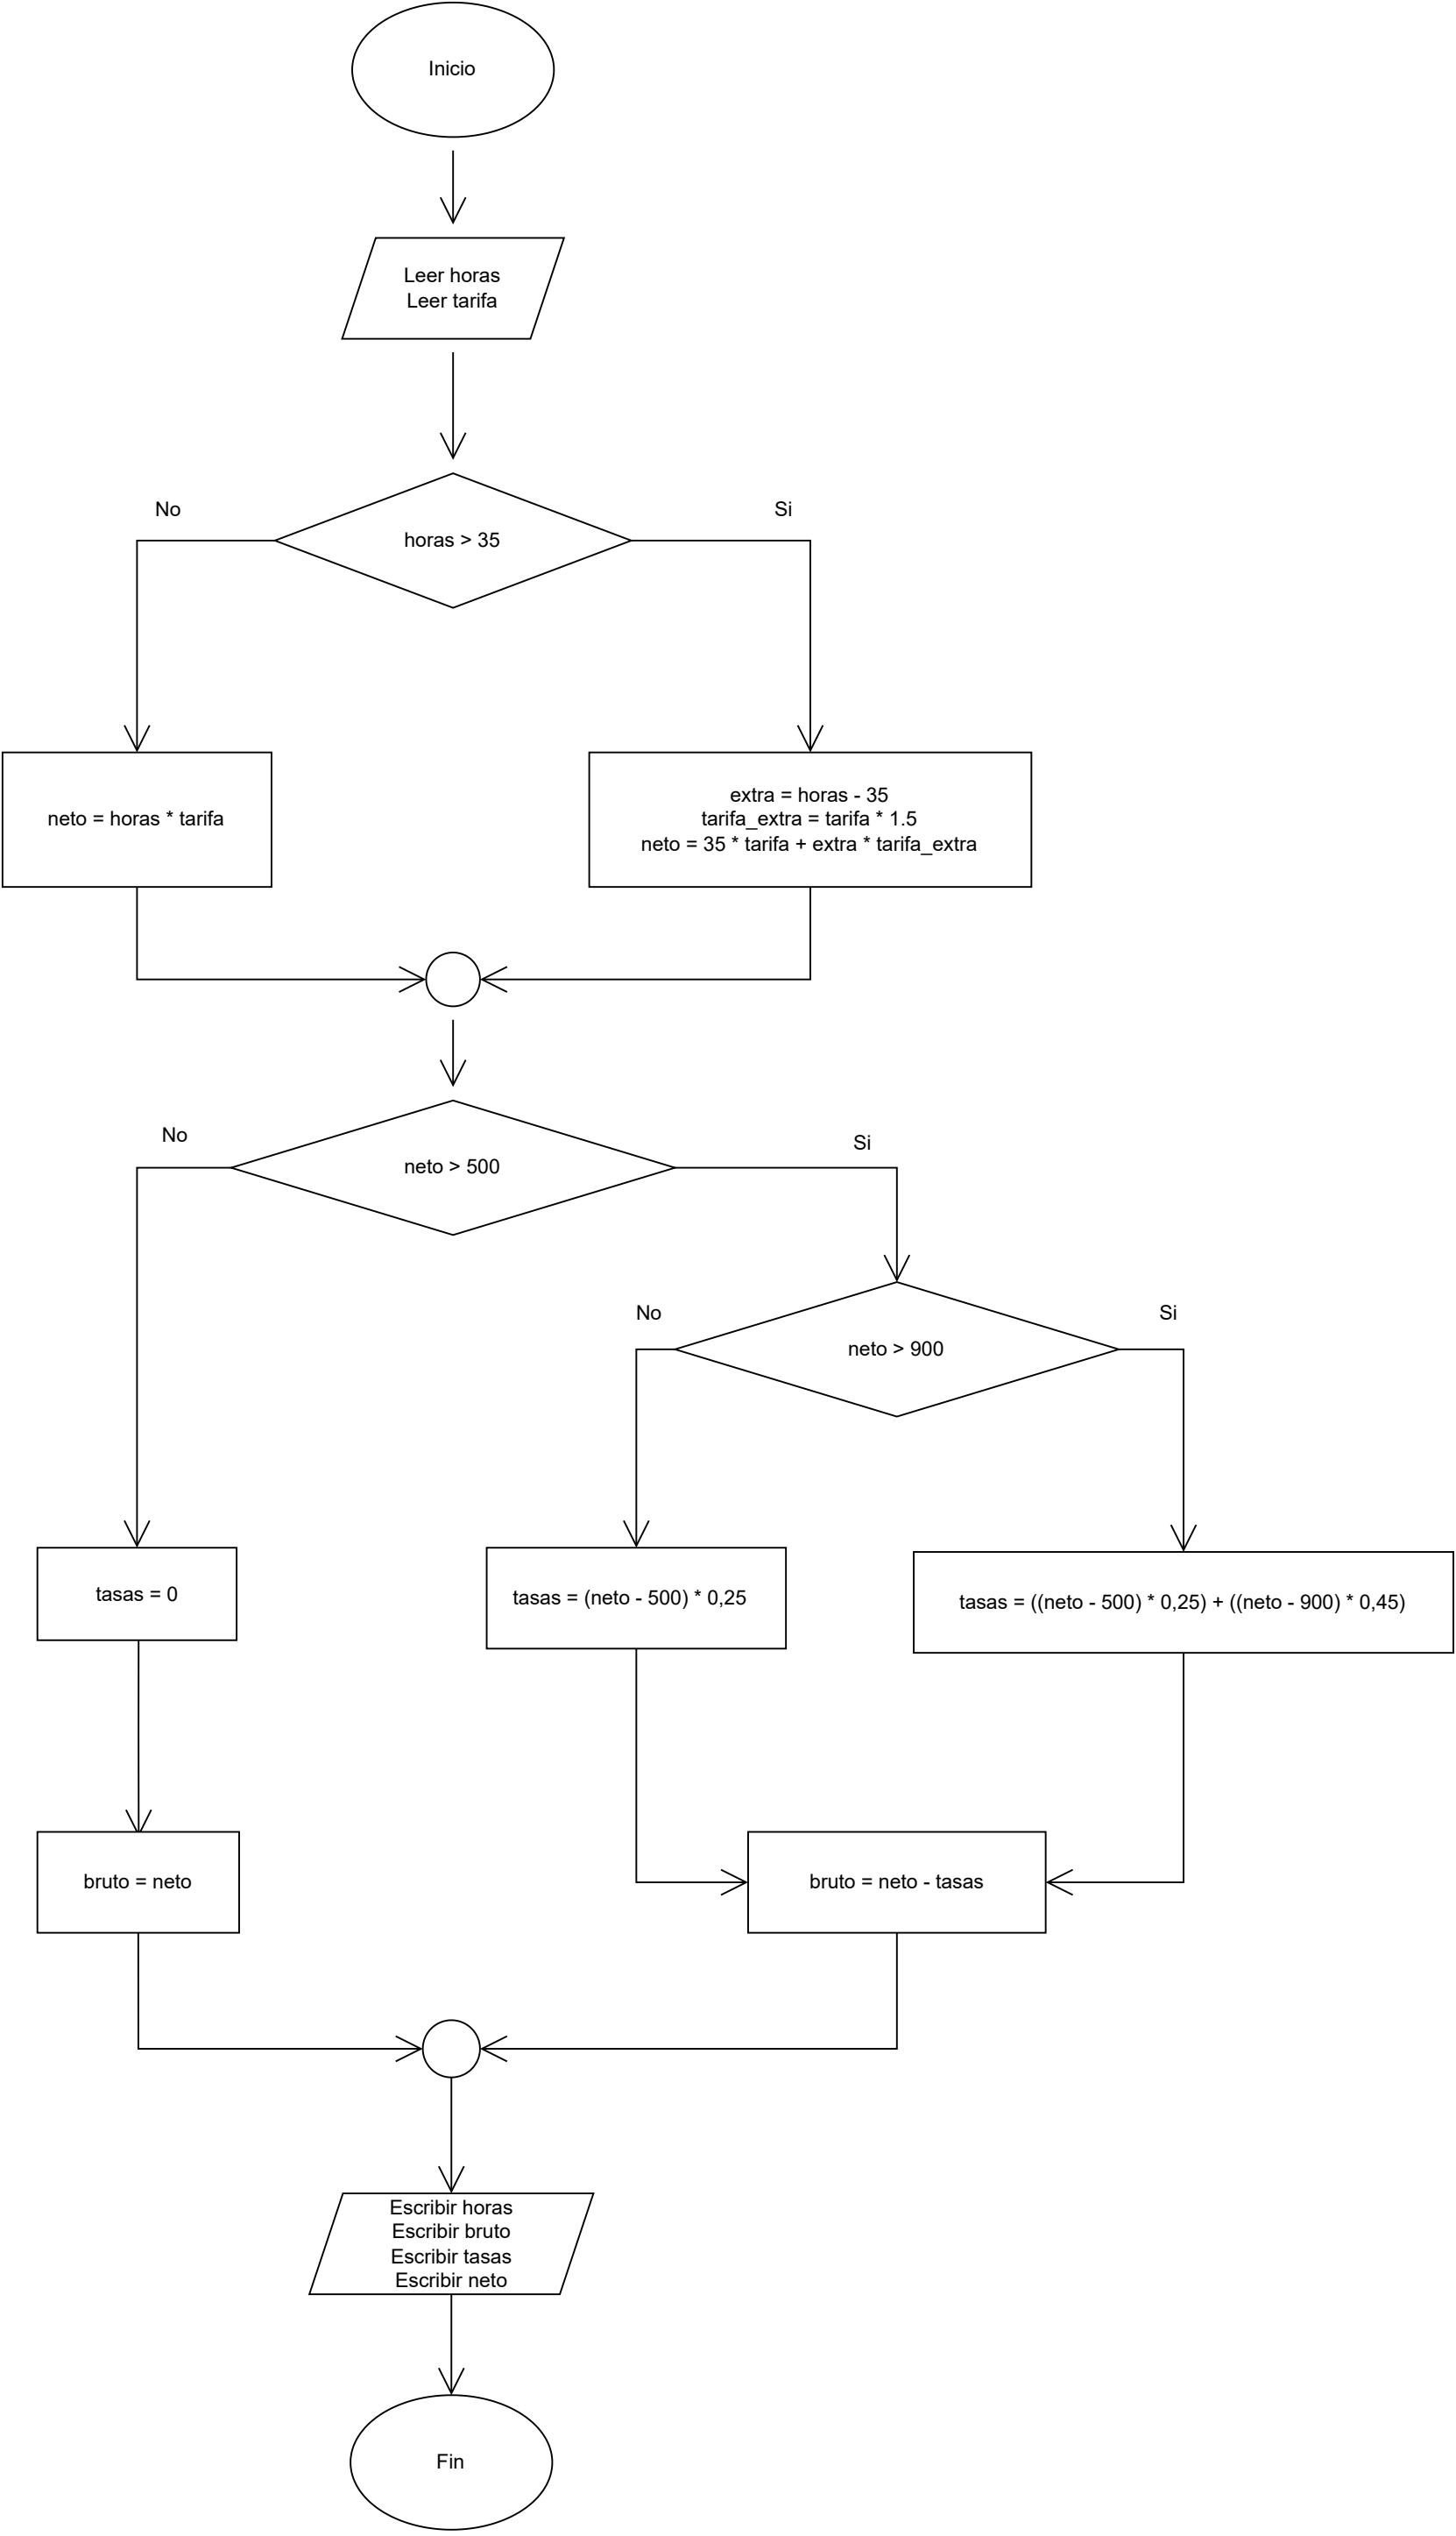 Inicio
Leer horas
Leer tarifa
No
Si
horas > 35
neto = horas * tarifa
extra = horas - 35
tarifa_extra = tarifa * 1.5
neto = 35 * tarifa + extra * tarifa_extra
No
Si
neto > 500
No
Si
neto > 900
tasas = 0
tasas = (neto - 500) * 0,25
tasas = ((neto - 500) * 0,25) + ((neto - 900) * 0,45)
bruto = neto
bruto = neto - tasas
Escribir horas
Escribir bruto
Escribir tasas
Escribir neto
Fin